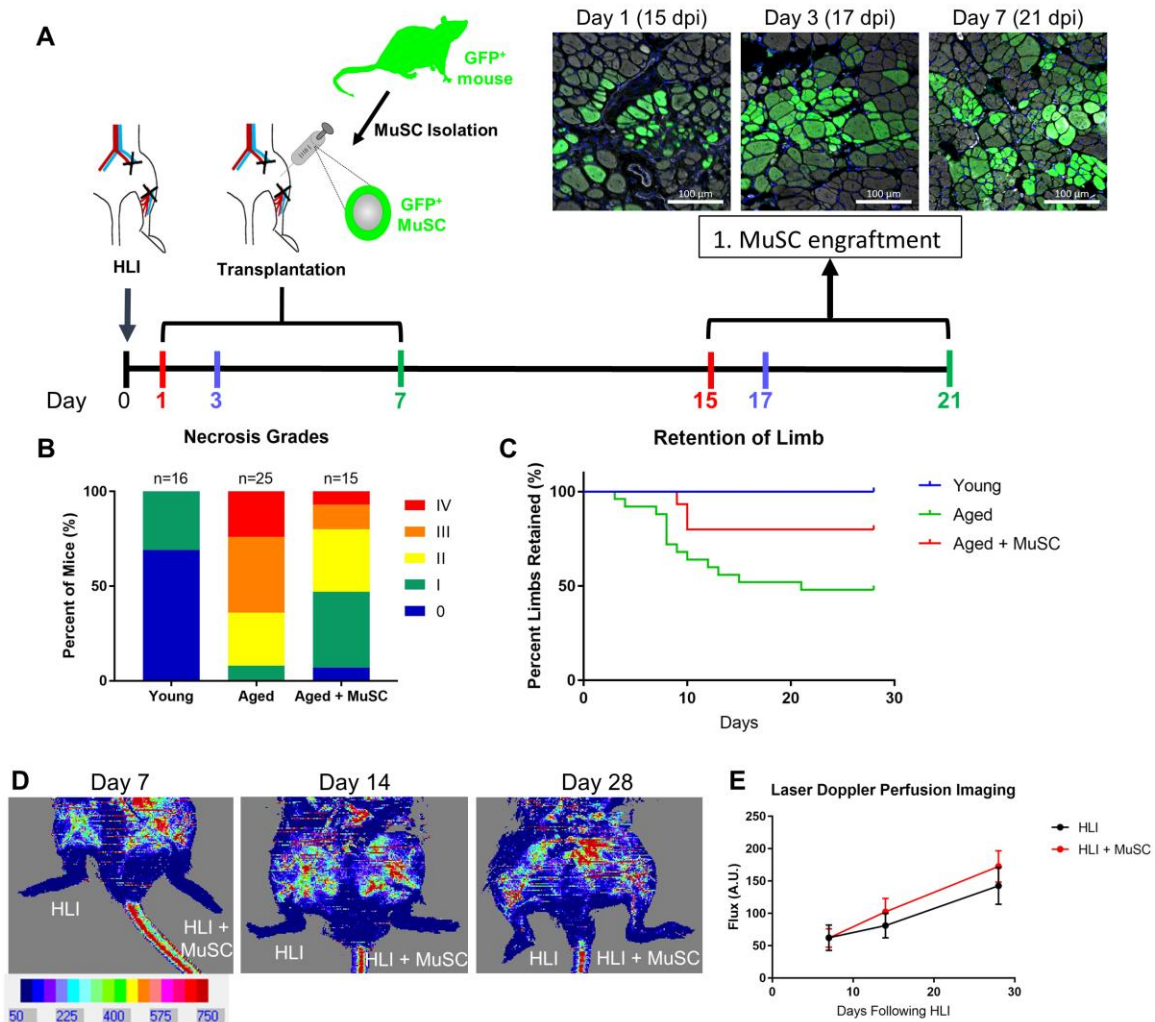 A
GFP+
mouse
MuSC Isolation
GFP+
MuSC
HLI
Transplantation
Day 1 (15 dpi)
Day 3 (17 dpi)
Day 7 (21 dpi)
100 µm
100 µm
100 µm
1. MuSC engraftment
Day
0
1
3
7
15
17
21
B
Necrosis Grades
n=16
n=25
n=15
Percent of Mice (%)
100
50
0
Young
Aged
Aged + MuSC
IV
III
II
I
0
C
Retention of Limb
Percent Limbs Retained (%)
100
50
0
0
10
20
30
Days
Young
Aged
Aged + MuSC
D
Day 7
Day 14
Day 28
HLI
HLI +
MuSC
HLI
HLI + MuSC
HLI
HLI + MuSC
50
225
400
575
750
E
Laser Doppler Perfusion Imaging
Flux (A.U.)
250
200
150
100
50
0
0
10
20
30
Days Following HLI
HLI
HLI + MuSC